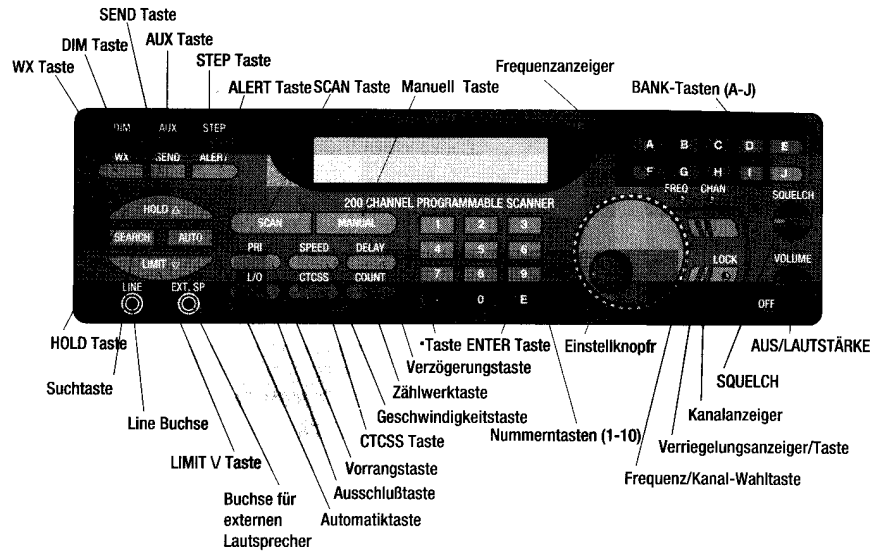 SEND Taste
DIM Taste
AUX Taste
WX Taste
STEP Taste
ALERT Taste
SCAN Taste
Manuell Taste
Frequenzanzeiger
BANK-Tasten (A-J)
DIM AUX STEP
WX SEND ALERT
A B C D E
F G H I J
FREQ CHAN
SQUELCH
HOLD △
SEARCH AUTO
LIMIT ▽
200 CHANNEL PROGRAMMABLE SCANNER
SCAN MANUAL
PRI SPEED DELAY
L/O CTCSS COUNT
1 2 3
4 5 6
7 8 9
. 0 E
LOCK
VOLUME
OFF
LINE EXT. SP
HOLD Taste
Suchtaste
Line Buchse
LIMIT \/ Taste
Buchse für
externen
Lautsprecher
•Taste ENTER Taste
Verzögerungstaste
Zählwerktaste
Geschwindigkeitstaste
CTCSS Taste
Vorrangstaste
Ausschlußtaste
Automatiktaste
Einstellknopfr
Nummerntasten (1-10)
AUS/LAUTSTÄRKE
SQUELCH
Kanalanzeiger
Verriegelungsanzeiger/Taste
Frequenz/Kanal-Wahltaste